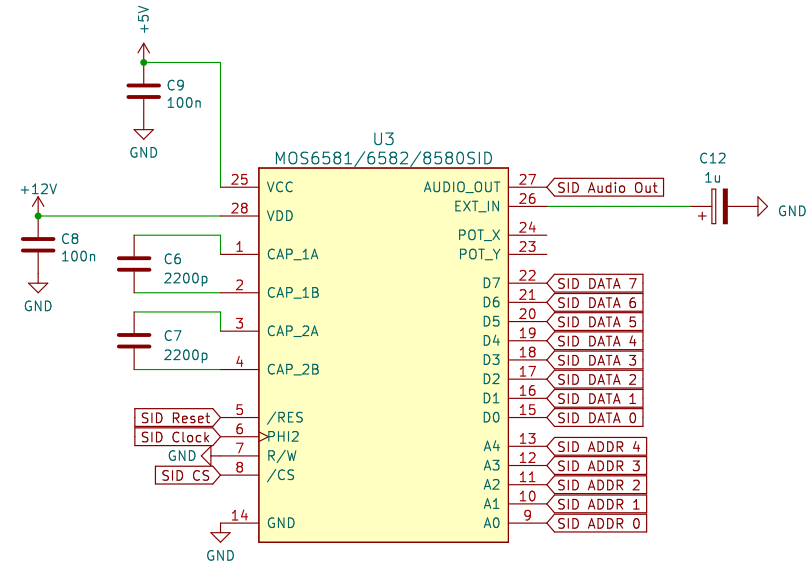 +5V
C9
100n
GND
U3
MOS6581/6582/8580SID
C12
1u
+
GND
+12V
C8
100n
GND
C6
2200p
C7
2200p
25 VCC
28 VDD
1 CAP_1A
2 CAP_1B
3 CAP_2A
4 CAP_2B
SID Reset 5 /RES
SID Clock 6 PHI2
GND 7 R/W
SID CS 8 /CS
14 GND
GND
AUDIO_OUT 27 SID Audio Out
EXT_IN 26
POT_X 24
POT_Y 23
D7 22 SID DATA 7
D6 21 SID DATA 6
D5 20 SID DATA 5
D4 19 SID DATA 4
D3 18 SID DATA 3
D2 17 SID DATA 2
D1 16 SID DATA 1
D0 15 SID DATA 0
A4 13 SID ADDR 4
A3 12 SID ADDR 3
A2 11 SID ADDR 2
A1 10 SID ADDR 1
A0 9 SID ADDR 0